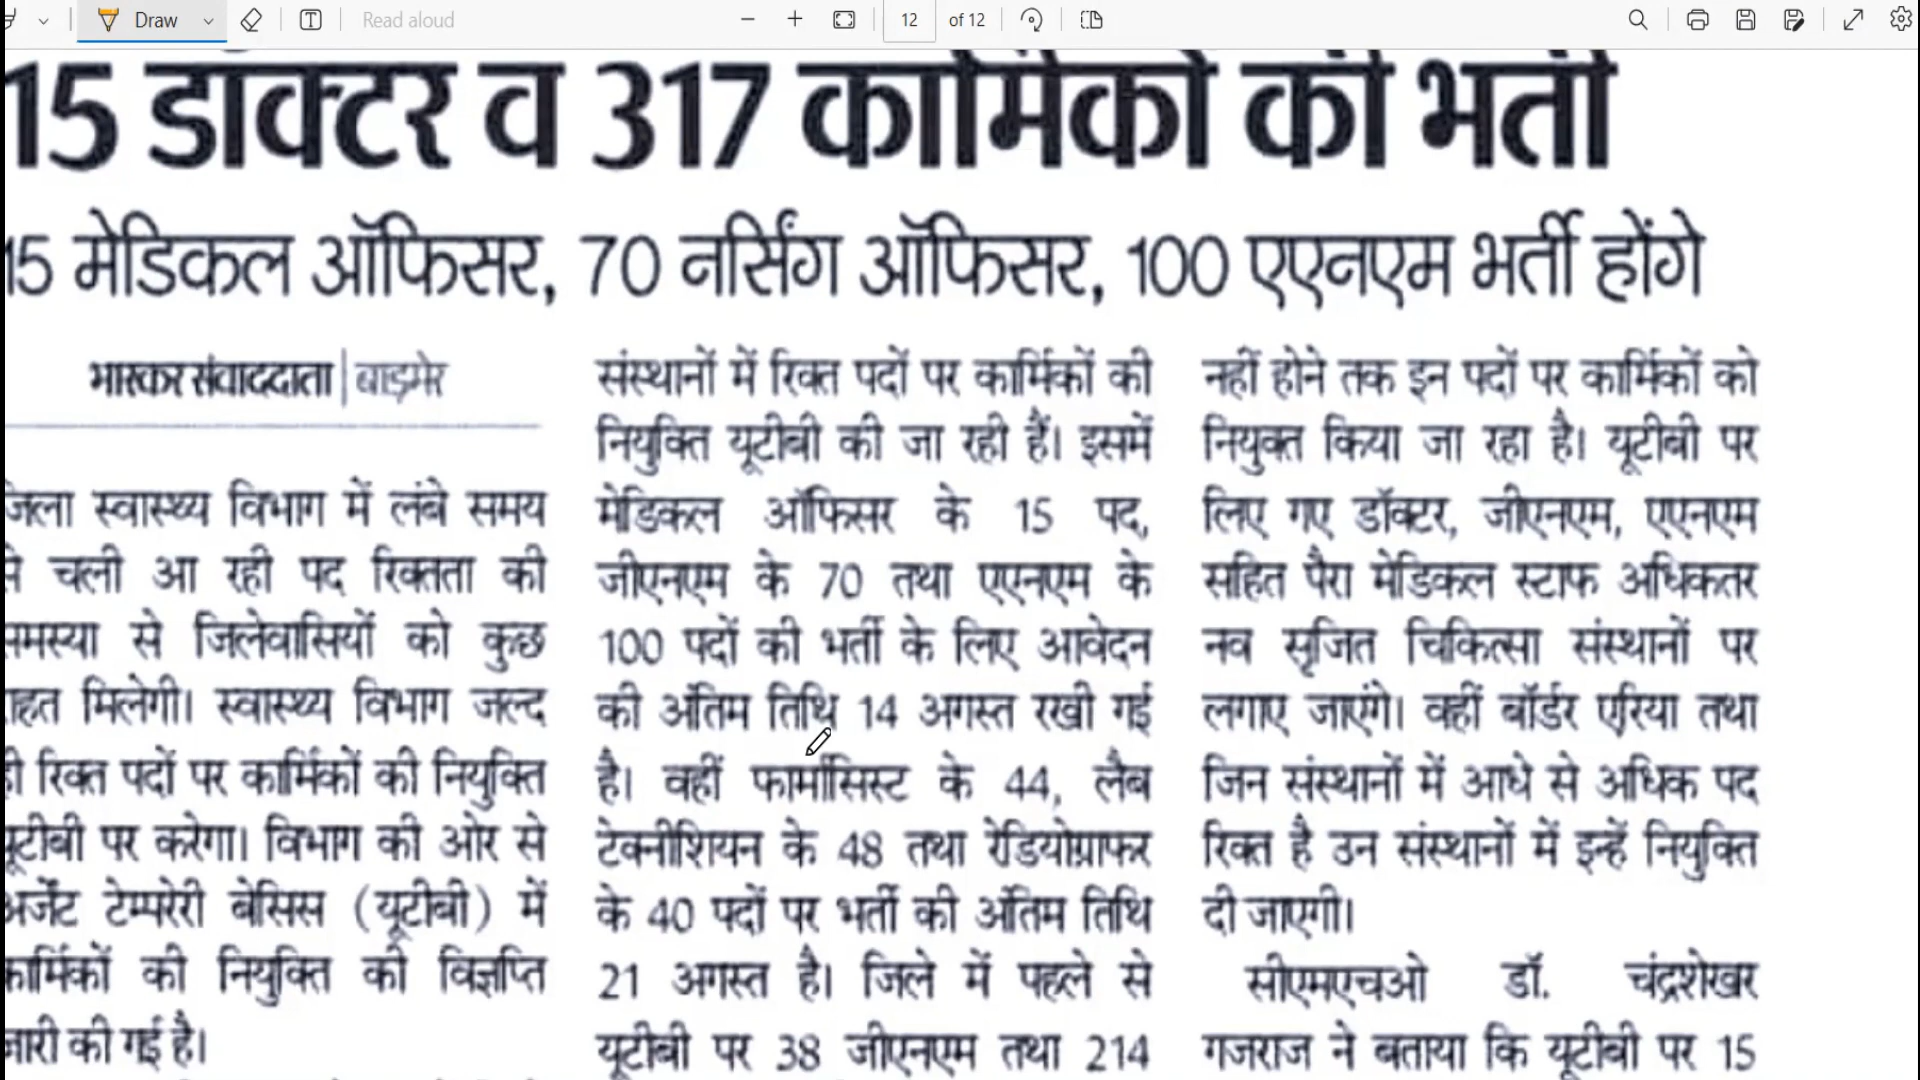 Draw
Read aloud
12 of 12
15 डॉक्टर व 317 कार्मिकों की भर्ती
15 मेडिकल ऑफिसर, 70 नर्सिंग ऑफिसर, 100 एएनएम भर्ती होंगे
भास्कर संवाददाता | बाड़मेर
जिला स्वास्थ्य विभाग में लंबे समय
से चली आ रही पद रिक्तता की
समस्या से जिलेवासियों को कुछ
राहत मिलेगी। स्वास्थ्य विभाग जल्द
ही रिक्त पदों पर कार्मिकों की नियुक्ति
यूटीबी पर करेगा। विभाग की ओर से
अर्जेंट टेम्परेरी बेसिस (यूटीबी) में
कार्मिकों की नियुक्ति की विज्ञप्ति
जारी की गई है।
संस्थानों में रिक्त पदों पर कार्मिकों की
नियुक्ति यूटीबी की जा रही हैं। इसमें
मेडिकल ऑफिसर के 15 पद,
जीएनएम के 70 तथा एएनएम के
100 पदों की भर्ती के लिए आवेदन
की अंतिम तिथि 14 अगस्त रखी गई
है। वहीं फार्मासिस्ट के 44, लैब
टेक्नीशियन के 48 तथा रेडियोग्राफर
के 40 पदों पर भर्ती की अंतिम तिथि
21 अगस्त है। जिले में पहले से
यूटीबी पर 38 जीएनएम तथा 214
नहीं होने तक इन पदों पर कार्मिकों को
नियुक्त किया जा रहा है। यूटीबी पर
लिए गए डॉक्टर, जीएनएम, एएनएम
सहित पैरा मेडिकल स्टाफ अधिकतर
नव सृजित चिकित्सा संस्थानों पर
लगाए जाएंगे। वहीं बॉर्डर एरिया तथा
जिन संस्थानों में आधे से अधिक पद
रिक्त है उन संस्थानों में इन्हें नियुक्ति
दी जाएगी।
सीएमएचओ डॉ. चंद्रशेखर
गजराज ने बताया कि यूटीबी पर 15